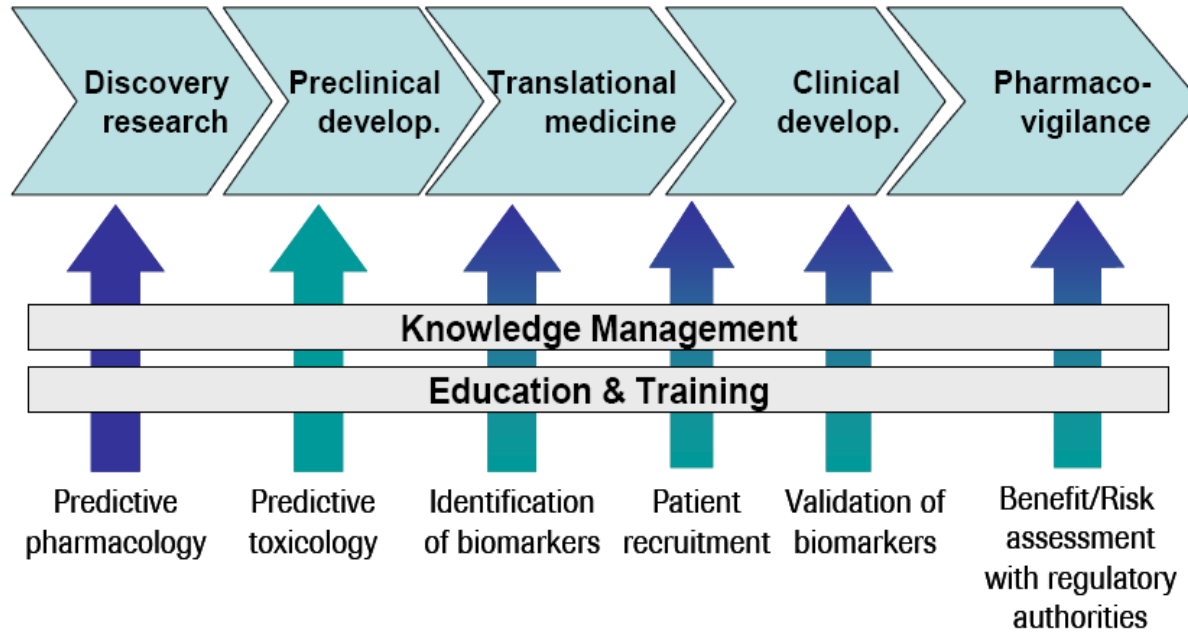 Discovery
research
Preclinical
develop.
Translational
medicine
Clinical
develop.
Pharmaco-
vigilance
Knowledge Management
Education & Training
Predictive
pharmacology
Predictive
toxicology
Identification
of biomarkers
Patient
recruitment
Validation of
biomarkers
Benefit/Risk
assessment
with regulatory
authorities